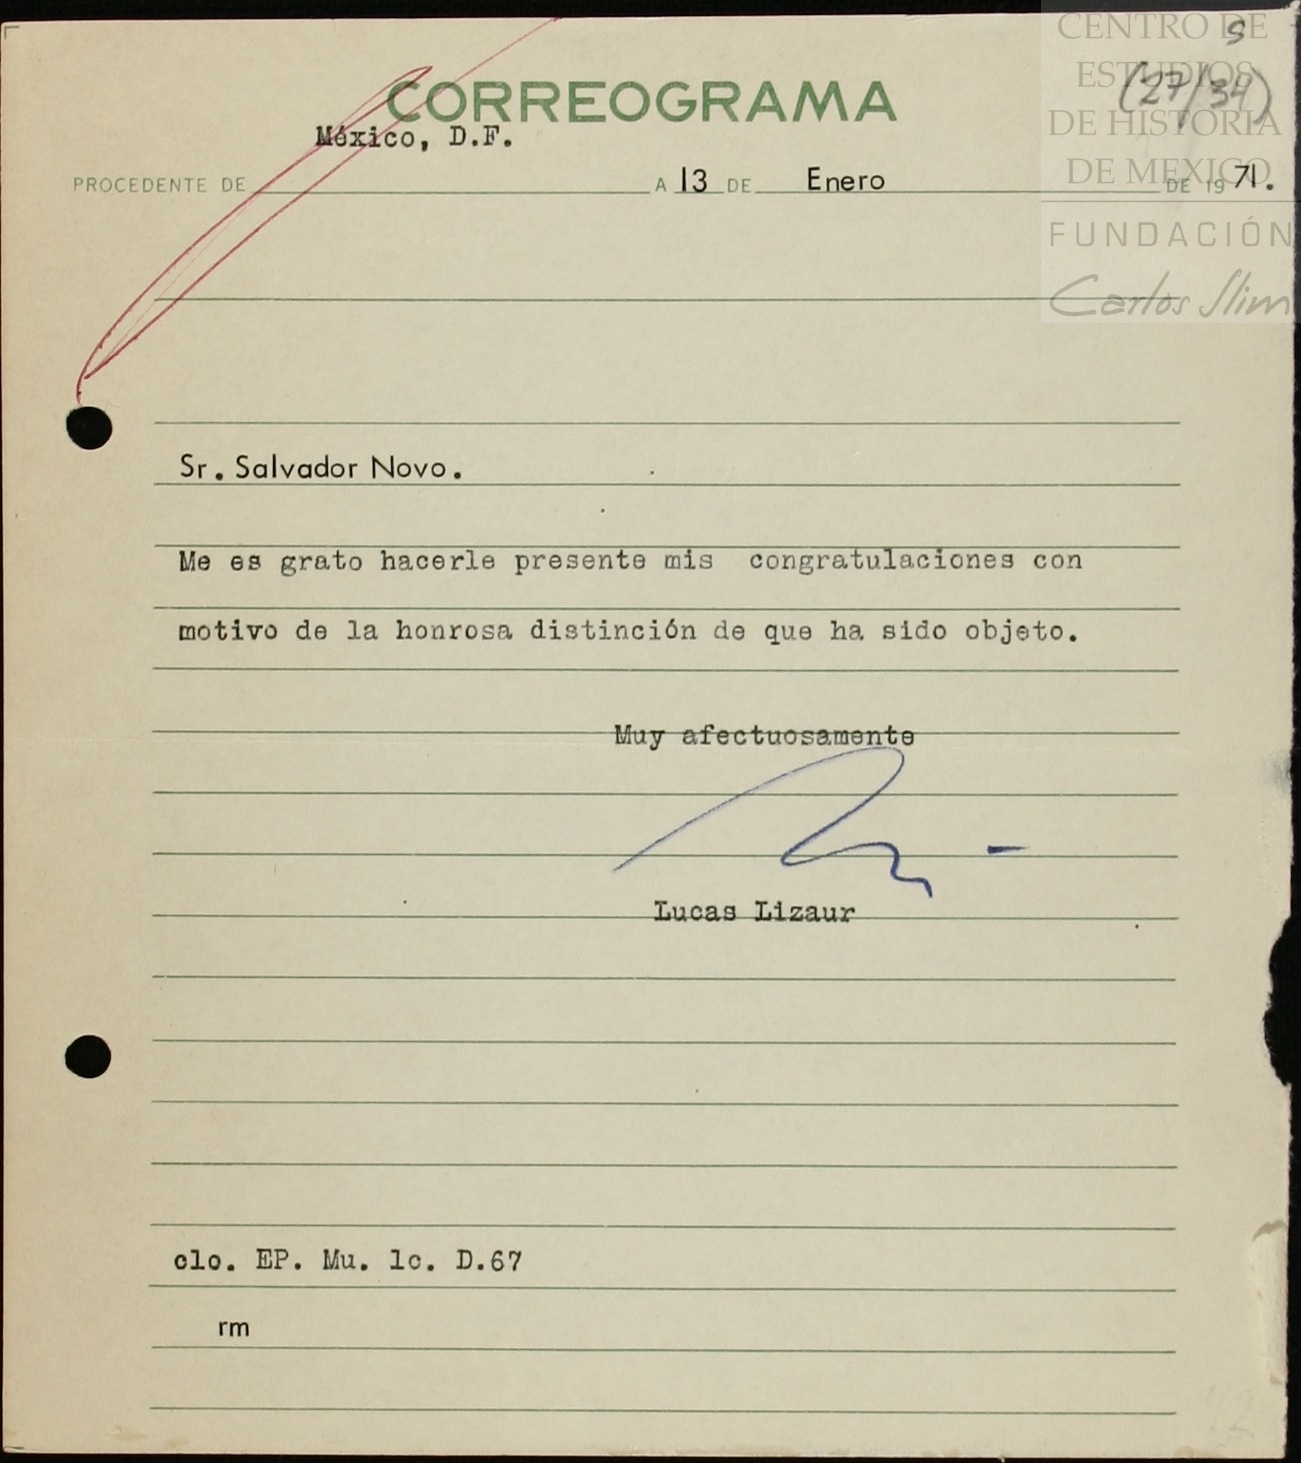 CENTRO DE
ESTUDIOS
DE HISTORIA
DE MEXICO
FUNDACIÓN
Carlos Slim
S
(27/34)
CORREOGRAMA
México, D.F.
PROCEDENTE DE A 13 DE Enero DE 1971.
Sr. Salvador Novo.
Me es grato hacerle presente mis congratulaciones con
motivo de la honrosa distinción de que ha sido objeto.
Muy afectuosamente
Lucas Lizaur
clo. EP. Mu. lc. D.67
rm